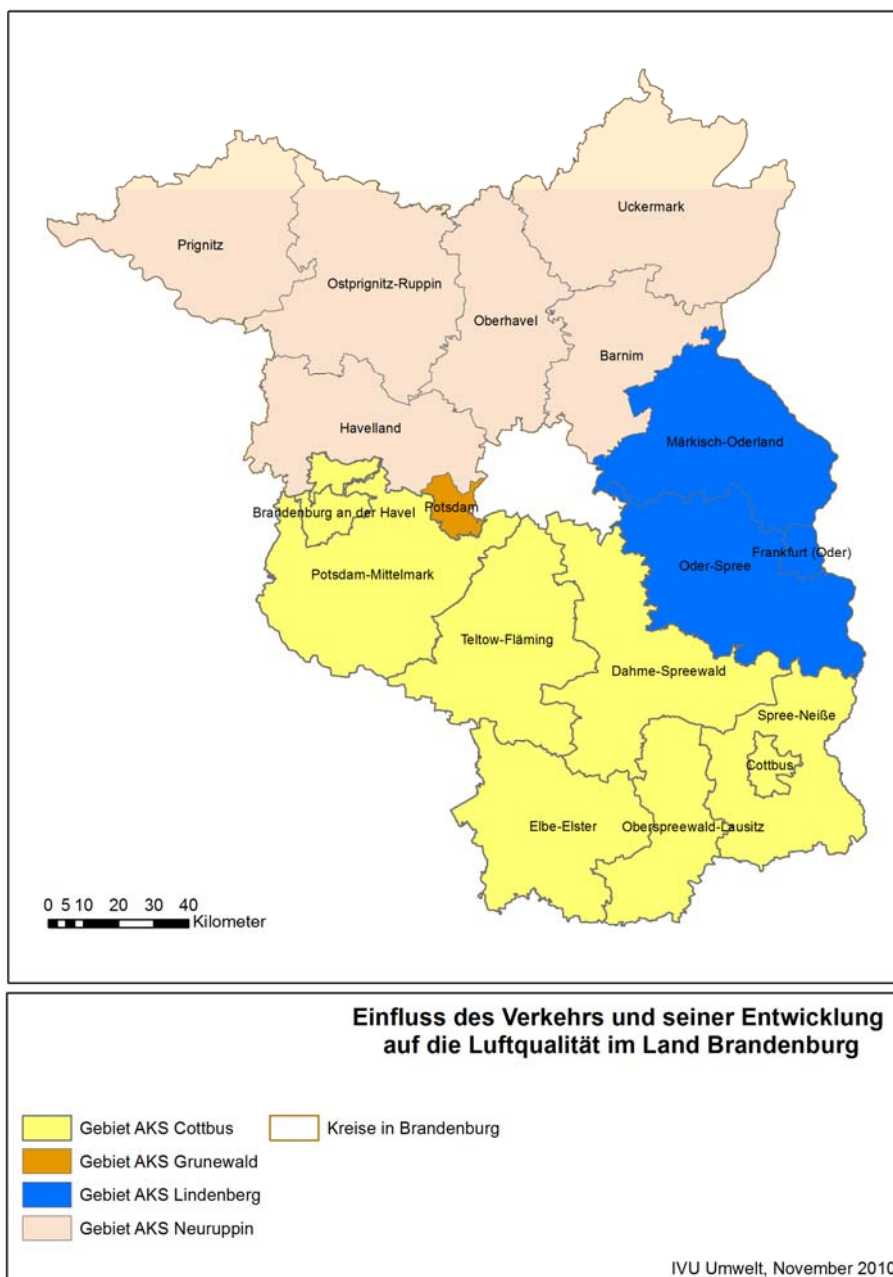 Uckermark
Prignitz
Ostprignitz-Ruppin
Oberhavel
Barnim
Havelland
Märkisch-Oderland
Potsdam
Brandenburg an der Havel
Frankfurt (Oder)
Oder-Spree
Potsdam-Mittelmark
Teltow-Fläming
Dahme-Spreewald
Spree-Neiße
Cottbus
Elbe-Elster
Oberspreewald-Lausitz
0 5 10 20 30 40
Kilometer
Einfluss des Verkehrs und seiner Entwicklung
auf die Luftqualität im Land Brandenburg
Gebiet AKS Cottbus
Kreise in Brandenburg
Gebiet AKS Grunewald
Gebiet AKS Lindenberg
Gebiet AKS Neuruppin
IVU Umwelt, November 2010